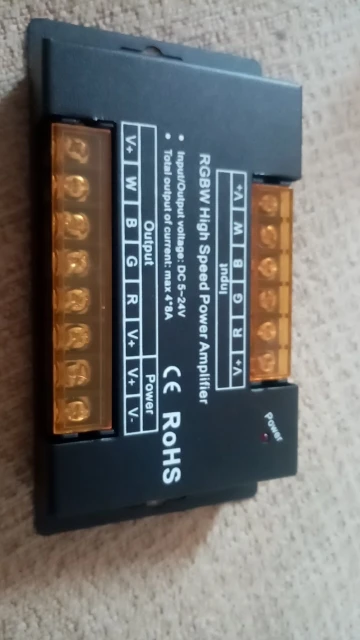 V+ W B G R V+
Input
Power
RGBW High Speed Power Amplifier
• Input/Output voltage: DC 5~24V
• Total output of current: max 4*8A
CE RoHS
Output Power
V+ W B G R V+ V+ V-